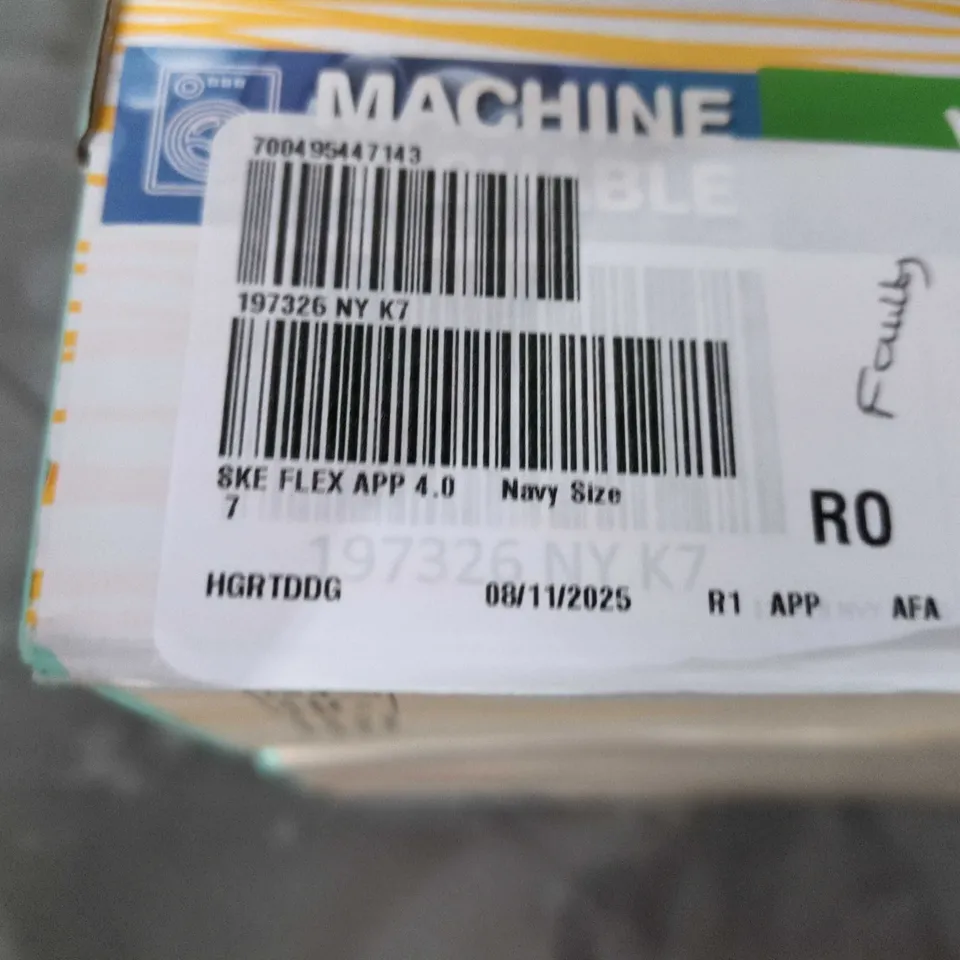 MACHINE
700495447143
197326 NY K7
SKE FLEX APP 4.0 Navy Size
7
197326 NY K7
HGRTDDG 08/11/2025 R1 APP AFA
RO
Faulty